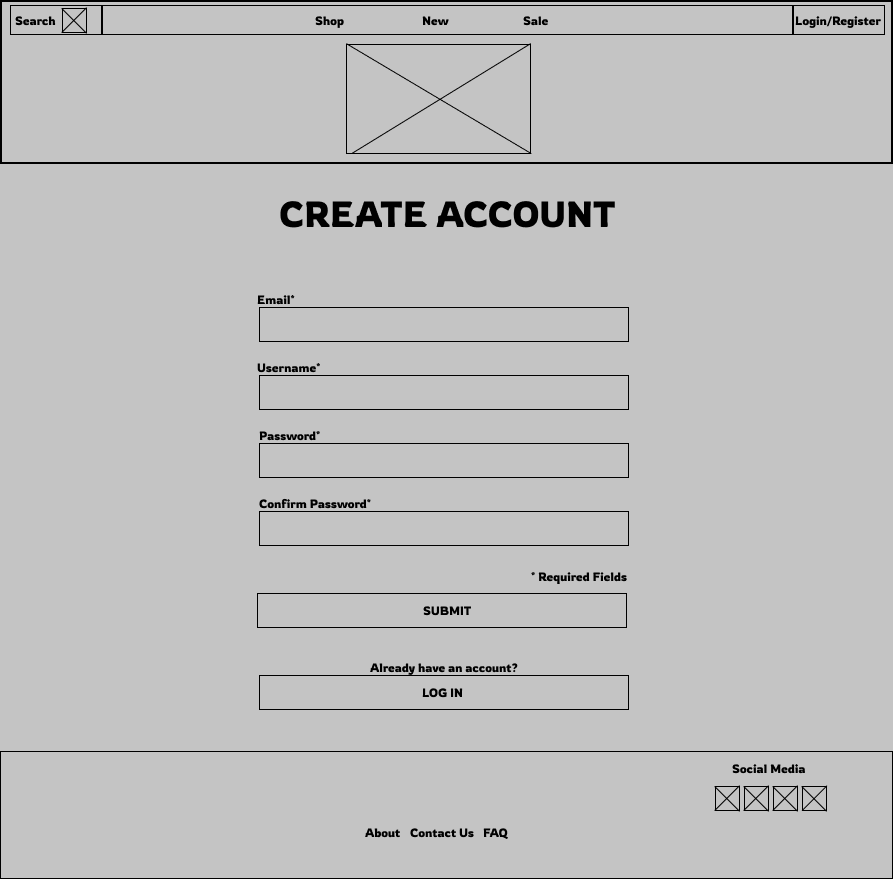 Search Shop New Sale Login/Register
CREATE ACCOUNT
Email*
Username*
Password*
Confirm Password*
* Required Fields
SUBMIT
Already have an account?
LOG IN
Social Media
About Contact Us FAQ